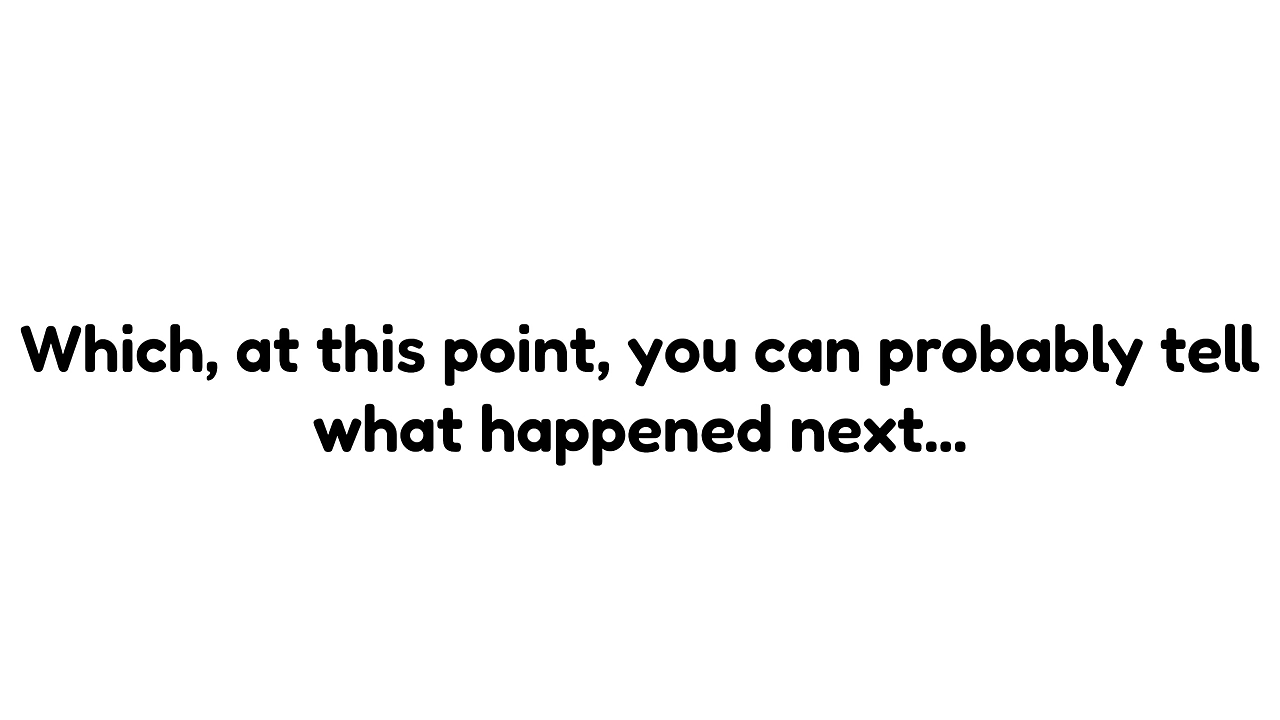 Which, at this point, you can probably tell
what happened next...